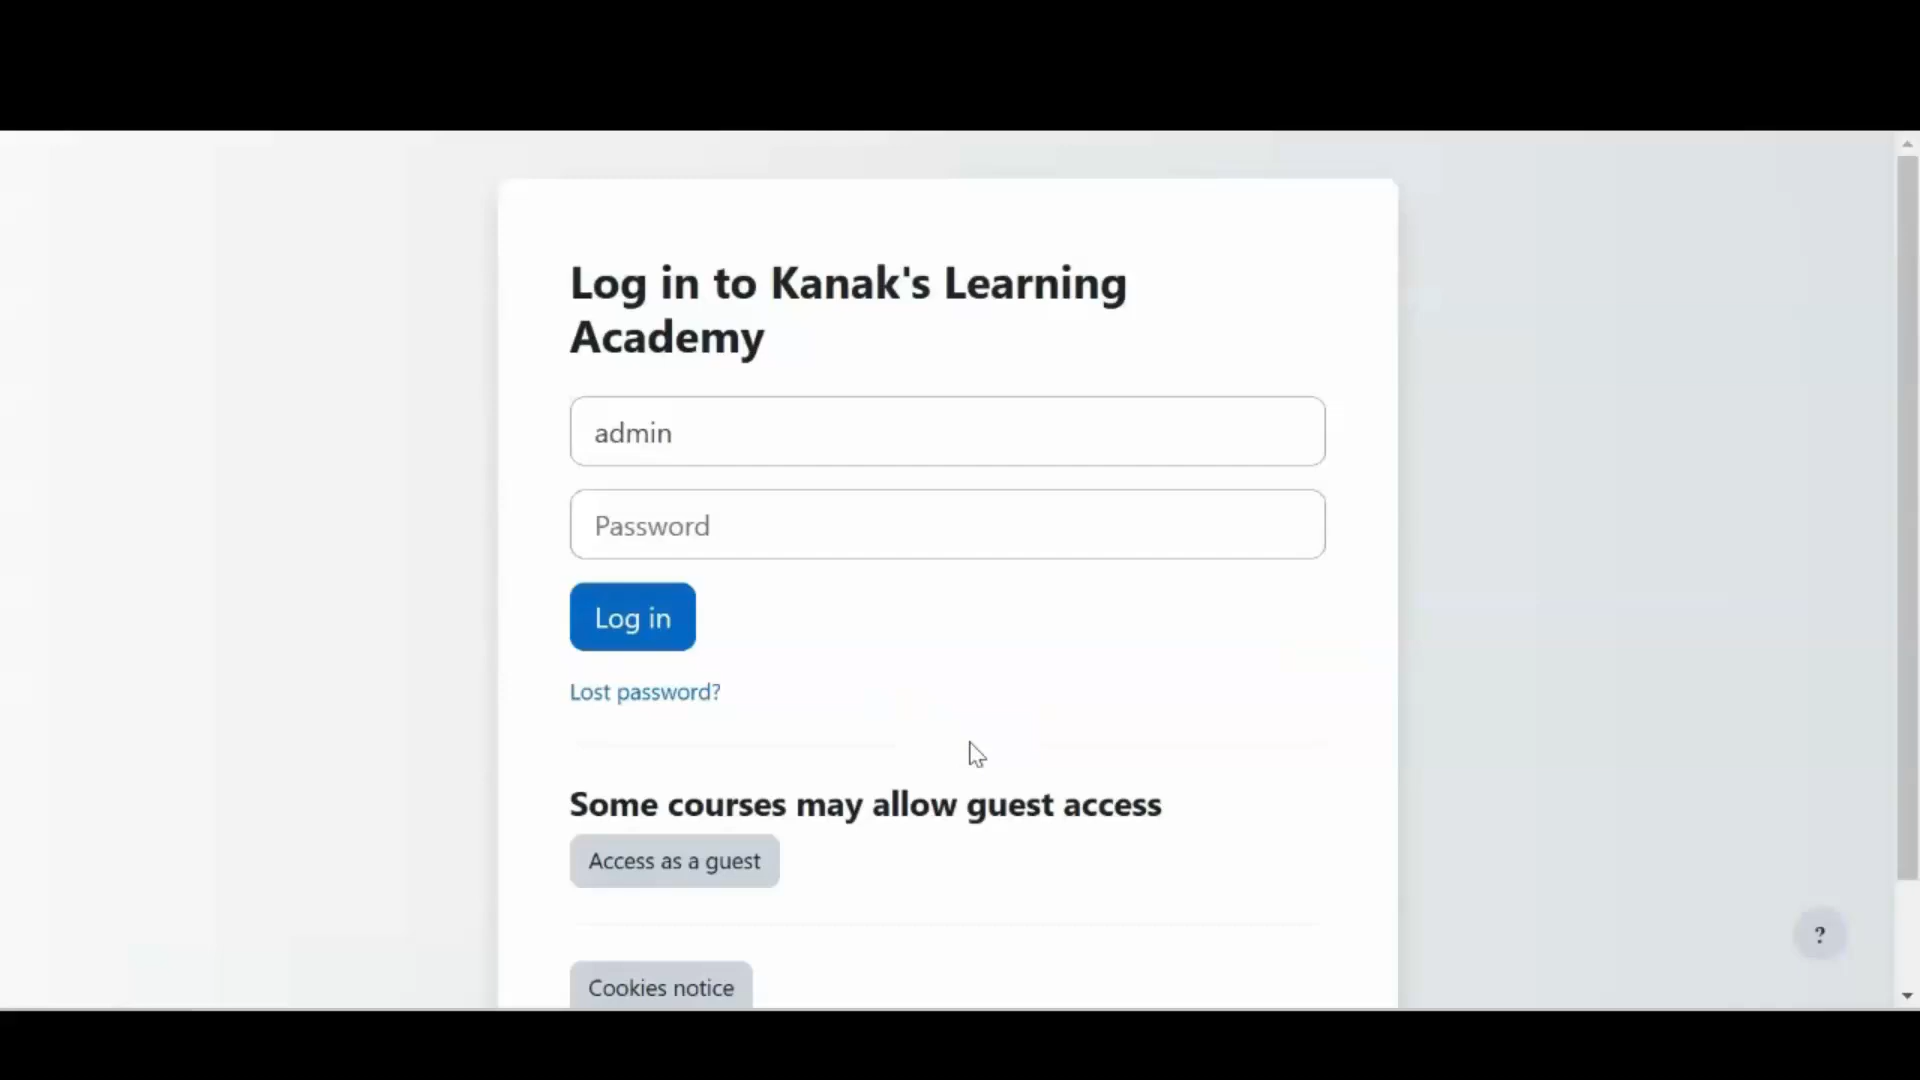 Log in to Kanak's Learning
Academy
admin
Password
Log in
Lost password?
Some courses may allow guest access
Access as a guest
Cookies notice
?